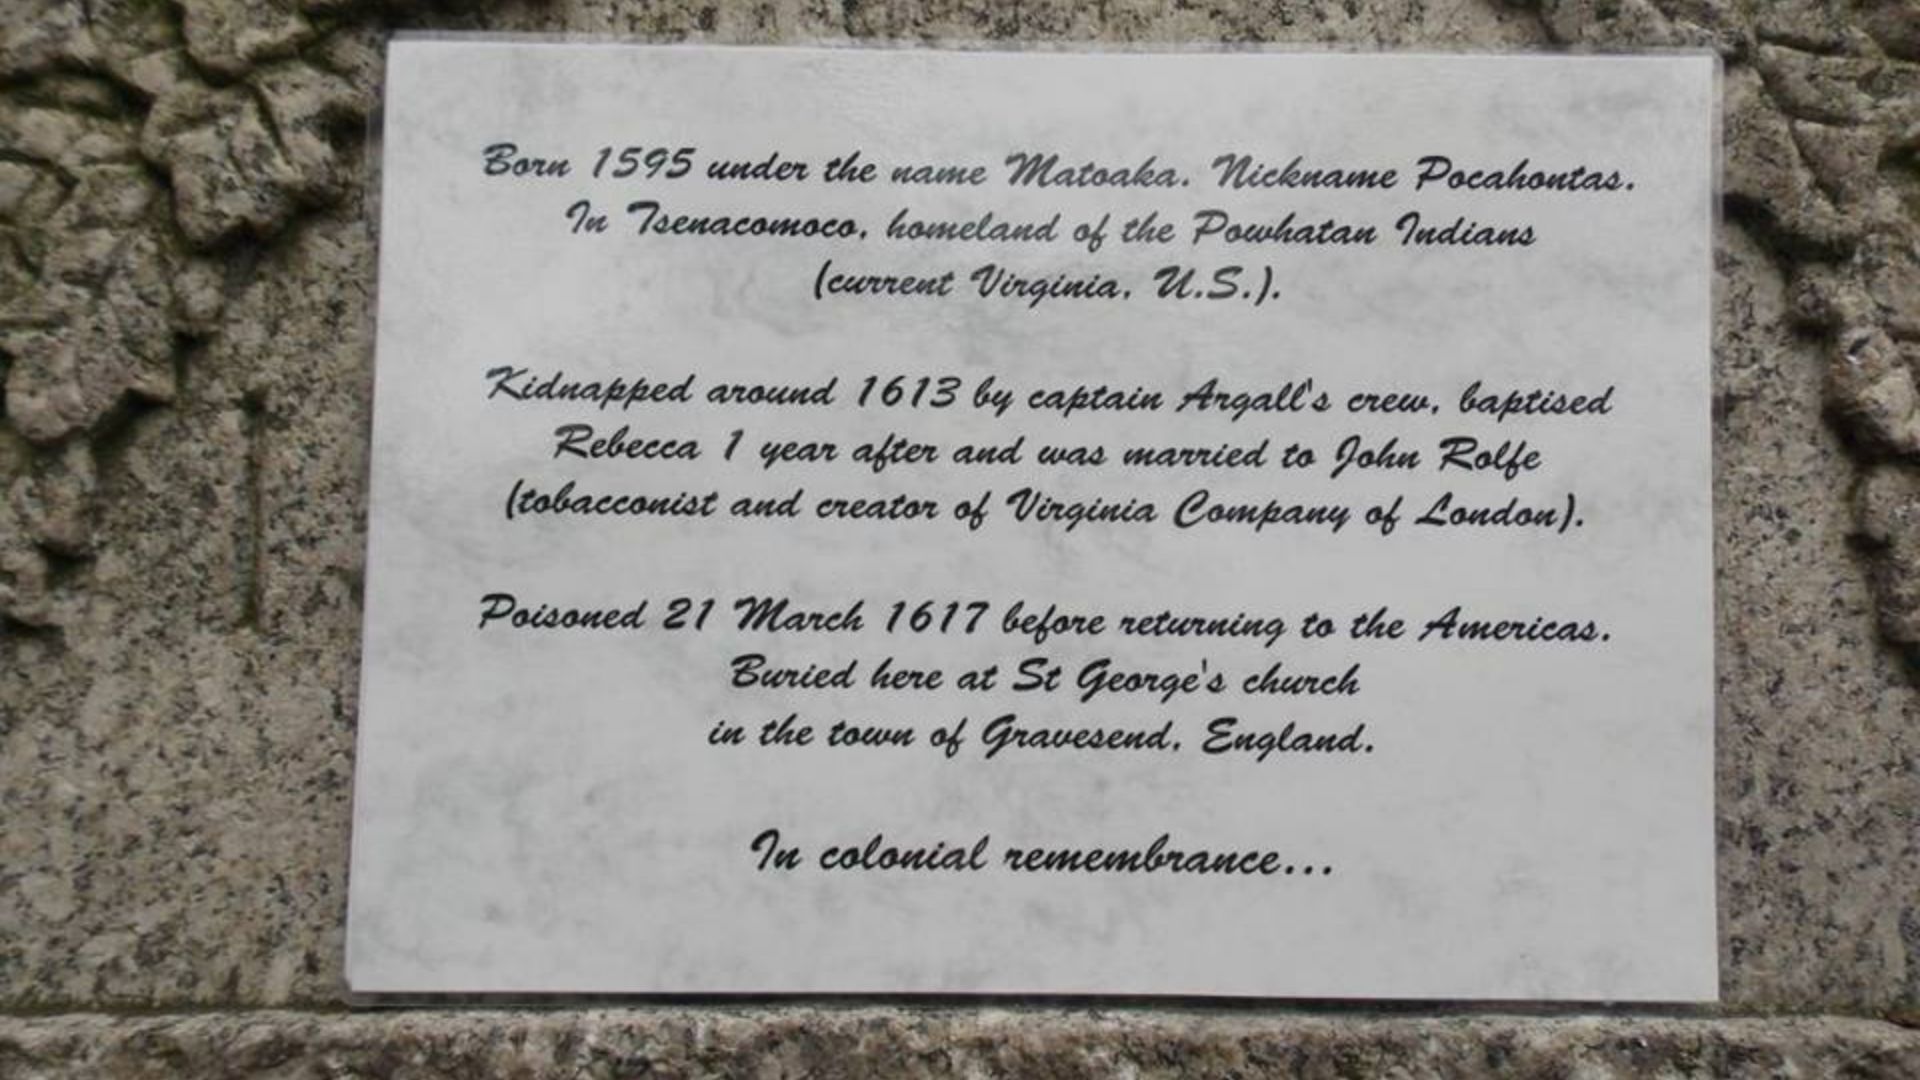 Born 1595 under the name Matoaka. Nickname Pocahontas.
In Tsenacomoco, homeland of the Powhatan Indians
(current Virginia, U.S.).
Kidnapped around 1613 by captain Argall's crew, baptised
Rebecca 1 year after and was married to John Rolfe
(tobacconist and creator of Virginia Company of London).
Poisoned 21 March 1617 before returning to the Americas.
Buried here at St George's church
in the town of Gravesend, England.
In colonial remembrance...